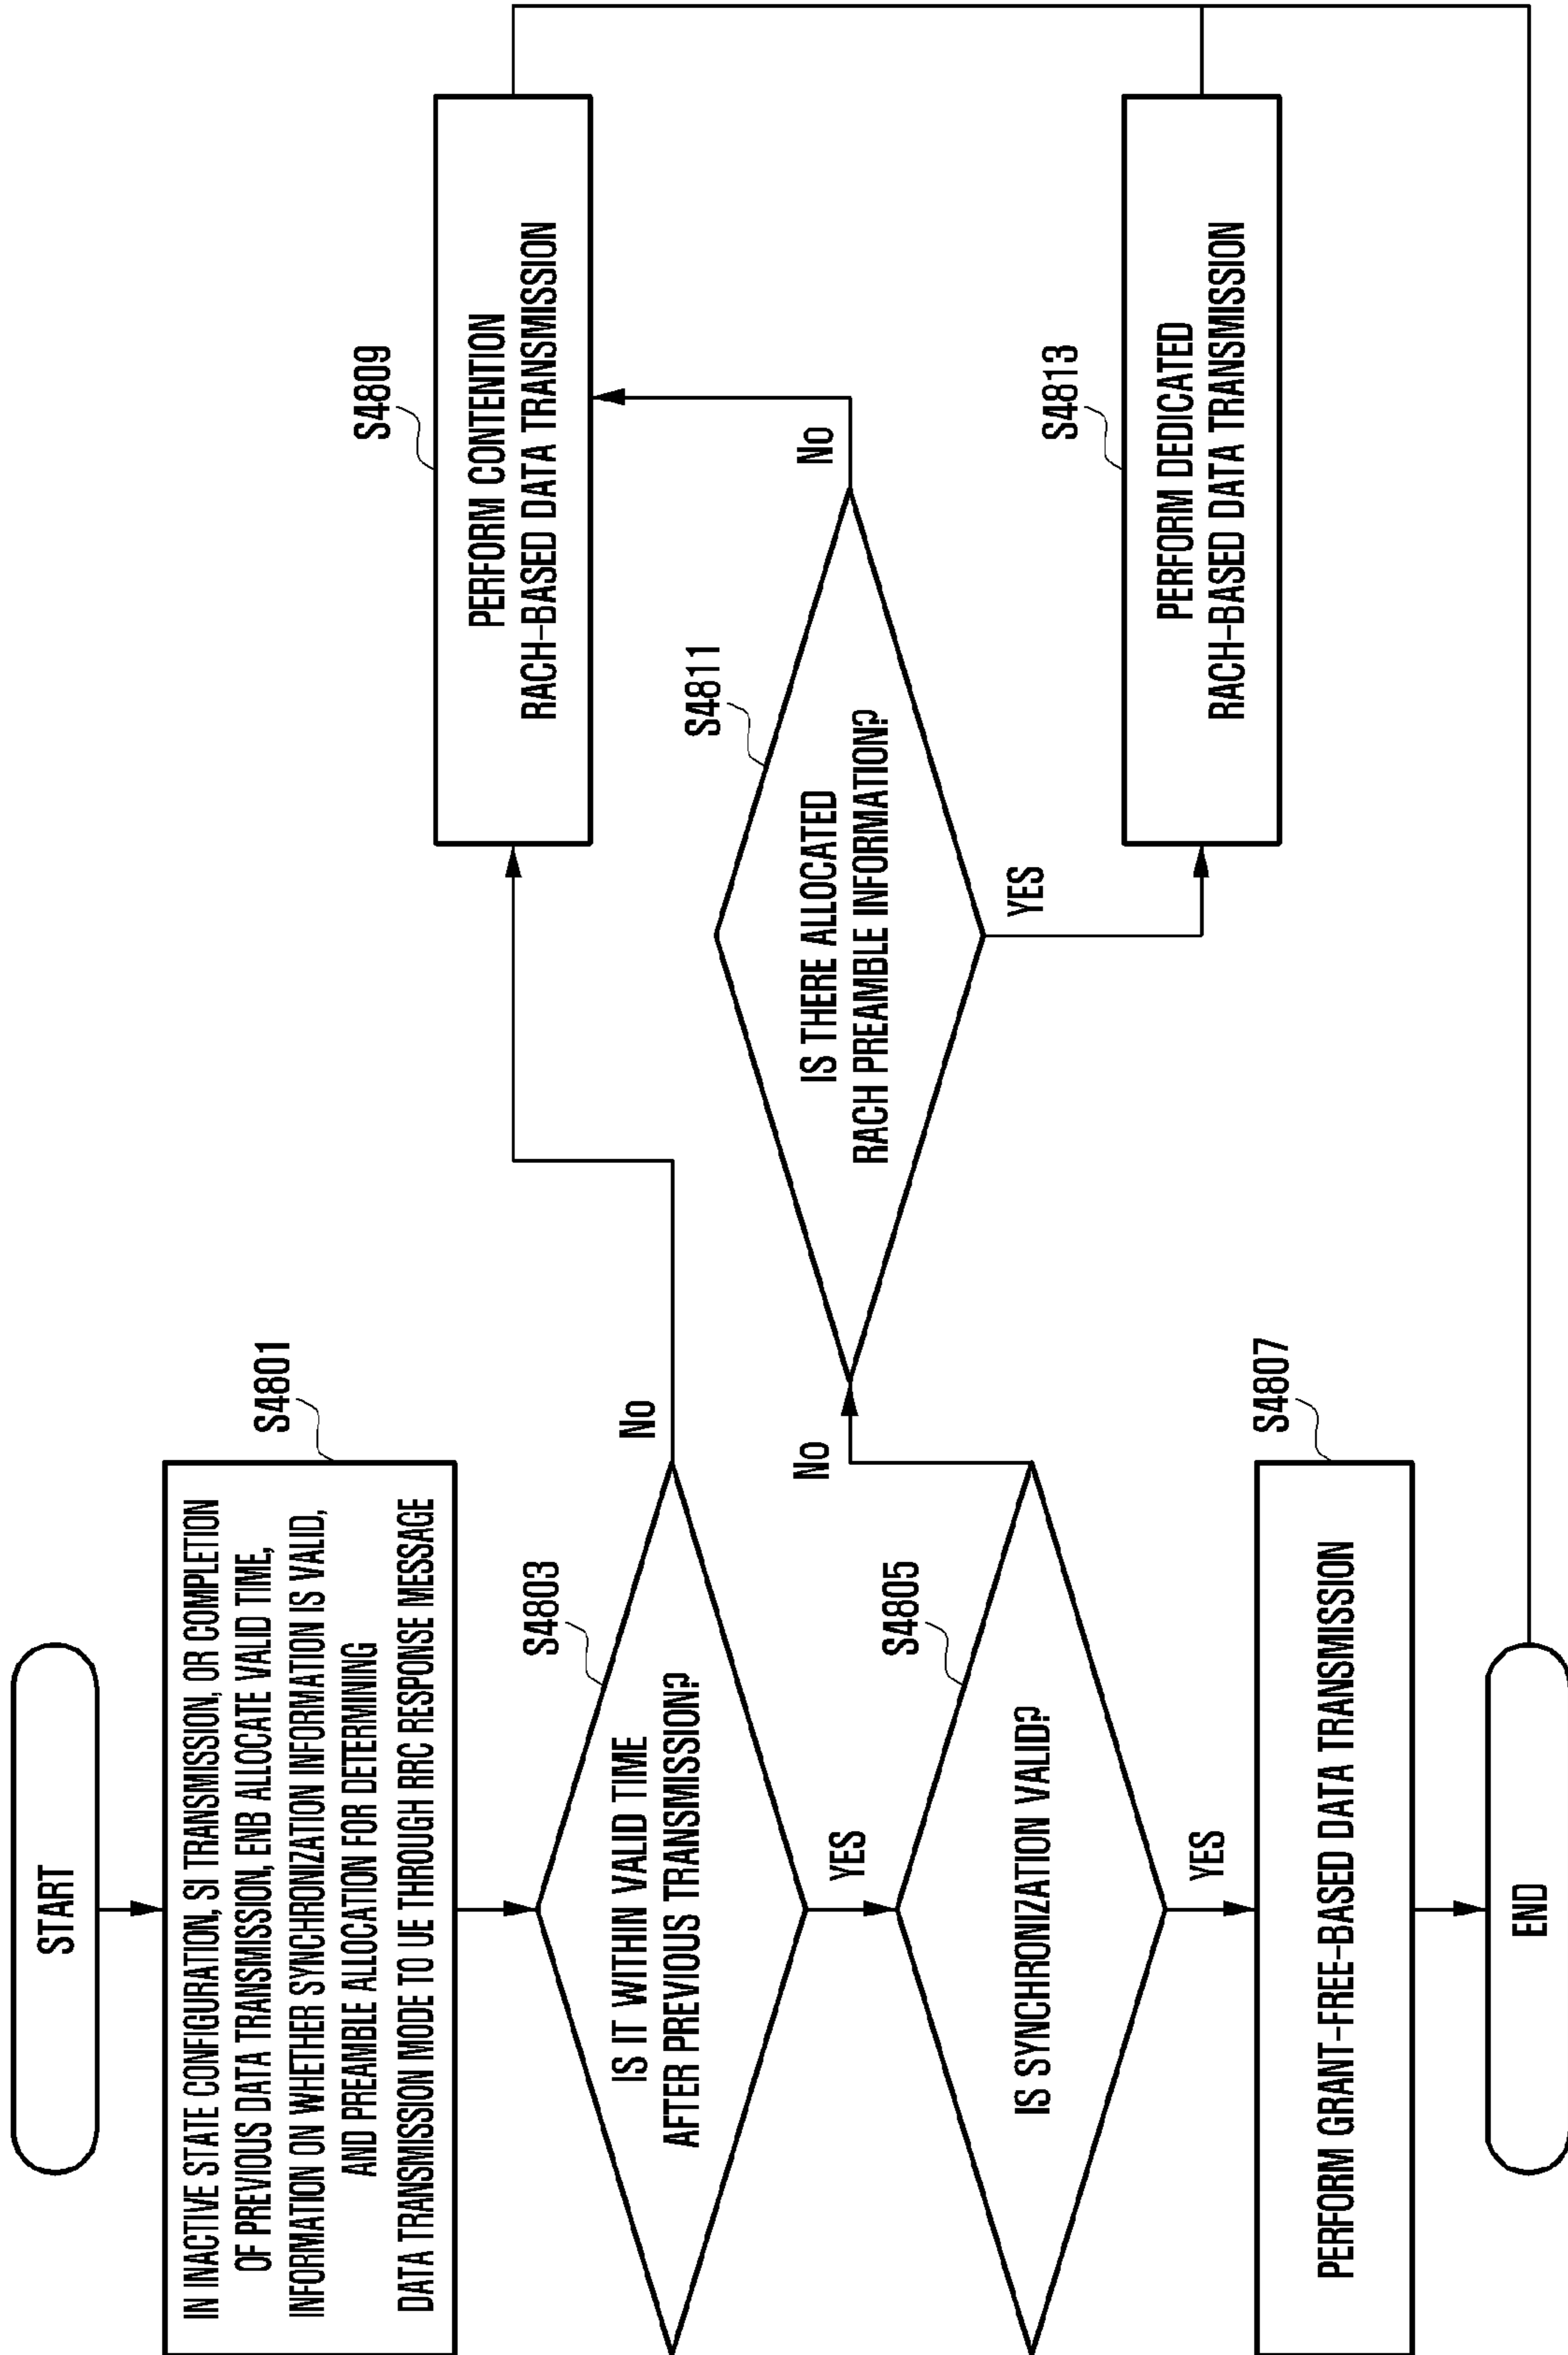 START
S4801
IN INACTIVE STATE CONFIGURATION, SI TRANSMISSION, OR COMPLETION
OF PREVIOUS DATA TRANSMISSION, ENB ALLOCATE VALID TIME,
INFORMATION ON WHETHER SYNCHRONIZATION INFORMATION IS VALID,
AND PREAMBLE ALLOCATION FOR DETERMINING
DATA TRANSMISSION MODE TO UE THROUGH RRC RESPONSE MESSAGE
S4803
IS IT WITHIN VALID TIME
AFTER PREVIOUS TRANSMISSION?
No
YES
S4809
PERFORM CONTENTION
RACH-BASED DATA TRANSMISSION
S4805
IS SYNCHRONIZATION VALID?
No
YES
S4811
IS THERE ALLOCATED
RACH PREAMBLE INFORMATION?
No
YES
S4807
PERFORM GRANT-FREE-BASED DATA TRANSMISSION
S4813
PERFORM DEDICATED
RACH-BASED DATA TRANSMISSION
END